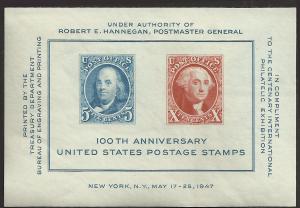 UNDER AUTHORITY OF
ROBERT E. HANNEGAN, POSTMASTER GENERAL
PRINTED BY THE
TREASURY DEPARTMENT
BUREAU OF ENGRAVING AND PRINTING
U S
POST OFFICE
5 5
FIVE CENTS
U S
POST OFFICE
X X
TEN CENTS
IN COMPLIMENT
TO THE CENTENARY INTERNATIONAL
PHILATELIC EXHIBITION
100TH ANNIVERSARY
UNITED STATES POSTAGE STAMPS
NEW YORK, N.Y., MAY 17-25, 1947